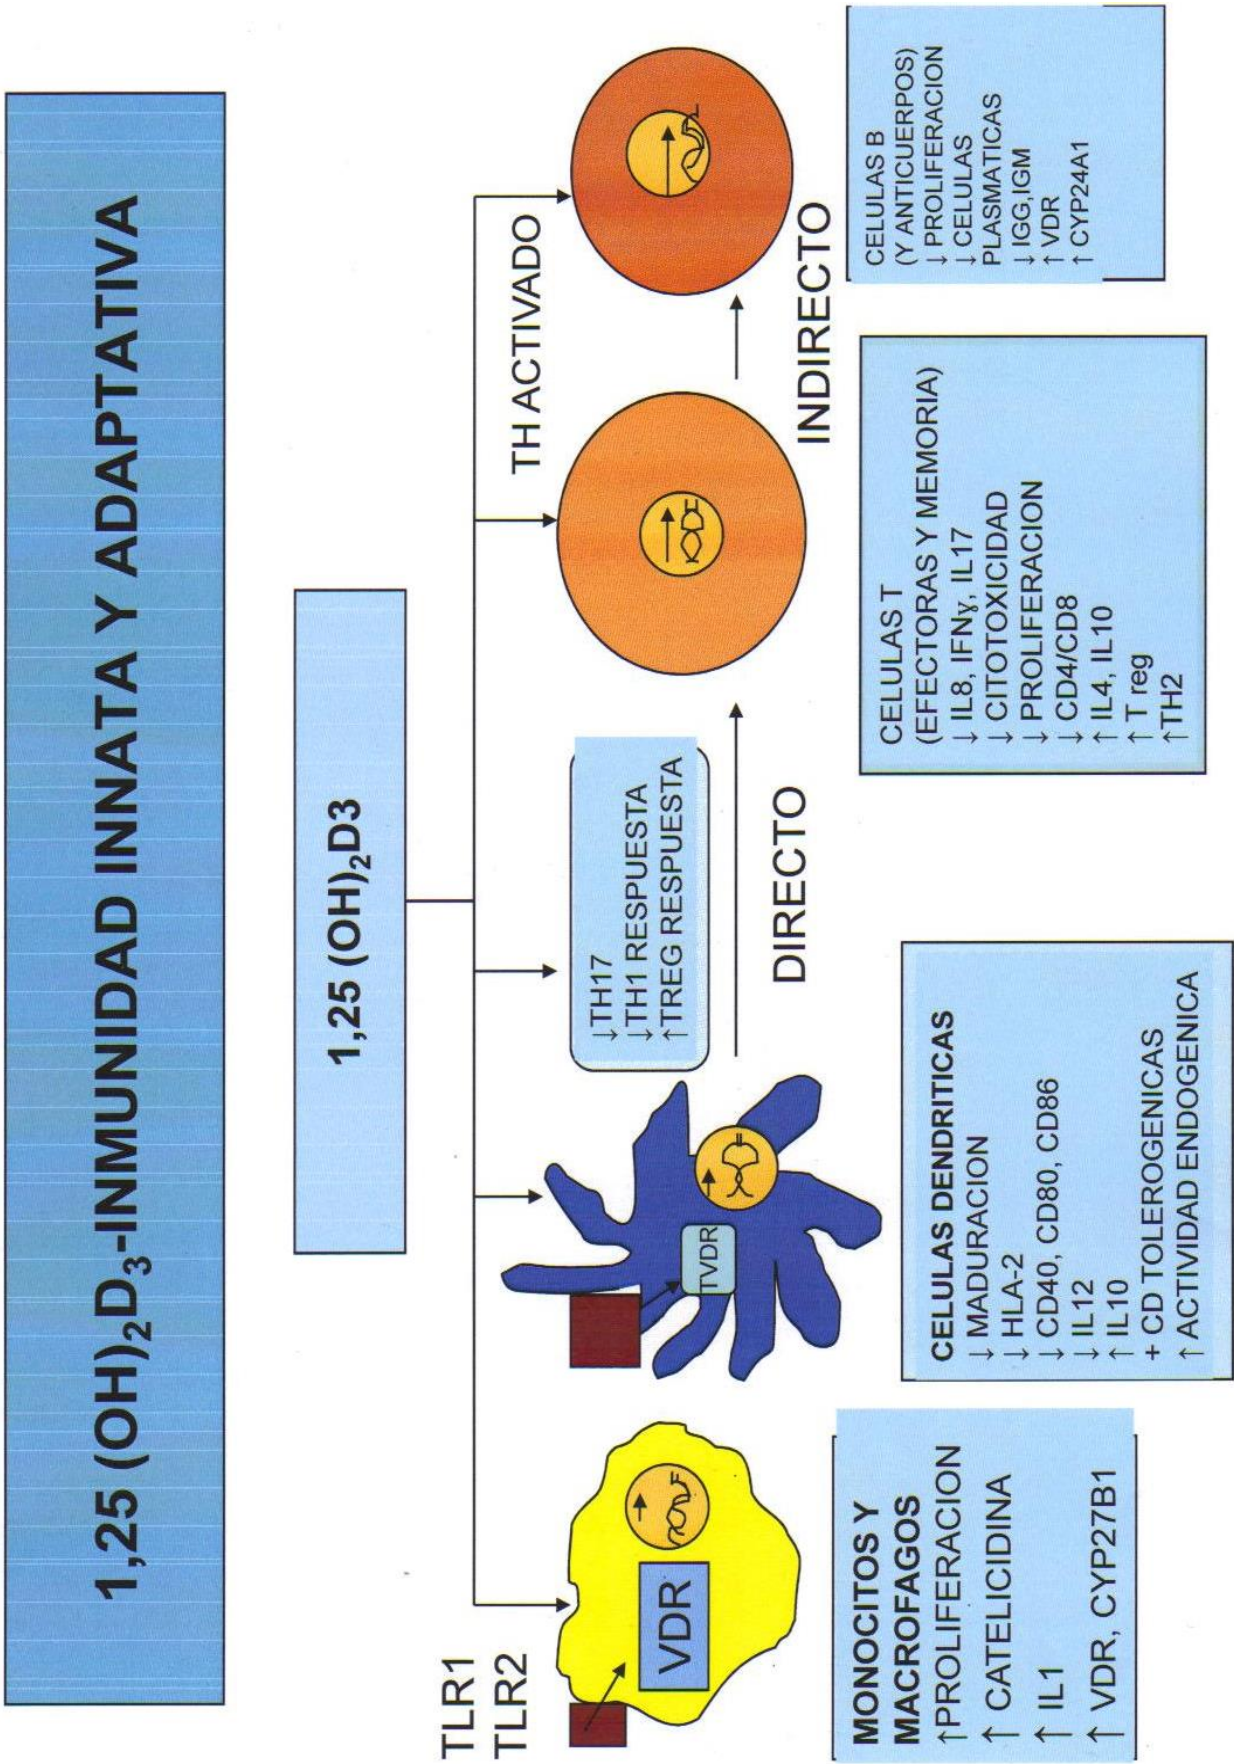 1,25 (OH)₂D₃-INMUNIDAD INNATA Y ADAPTATIVA
1,25 (OH)₂D3
TLR1
TLR2
VDR
TVDR
↓TH17
↓TH1 RESPUESTA
↑TREG RESPUESTA
TH ACTIVADO
DIRECTO
INDIRECTO
MONOCITOS Y
MACROFAGOS
↑PROLIFERACION
↑ CATELICIDINA
↑ IL1
↑ VDR, CYP27B1
CELULAS DENDRITICAS
↓ MADURACION
↓ HLA-2
↓ CD40, CD80, CD86
↓ IL12
↑ IL10
+ CD TOLEROGENICAS
↑ ACTIVIDAD ENDOGENICA
CELULAS T
(EFECTORAS Y MEMORIA)
↓ IL8, IFNɣ, IL17
↓ CITOTOXICIDAD
↓ PROLIFERACION
↓ CD4/CD8
↑ IL4, IL10
↑ T reg
↑TH2
CELULAS B
(Y ANTICUERPOS)
↓ PROLIFERACION
↓ CELULAS
PLASMATICAS
↓ IGG,IGM
↑ VDR
↑ CYP24A1